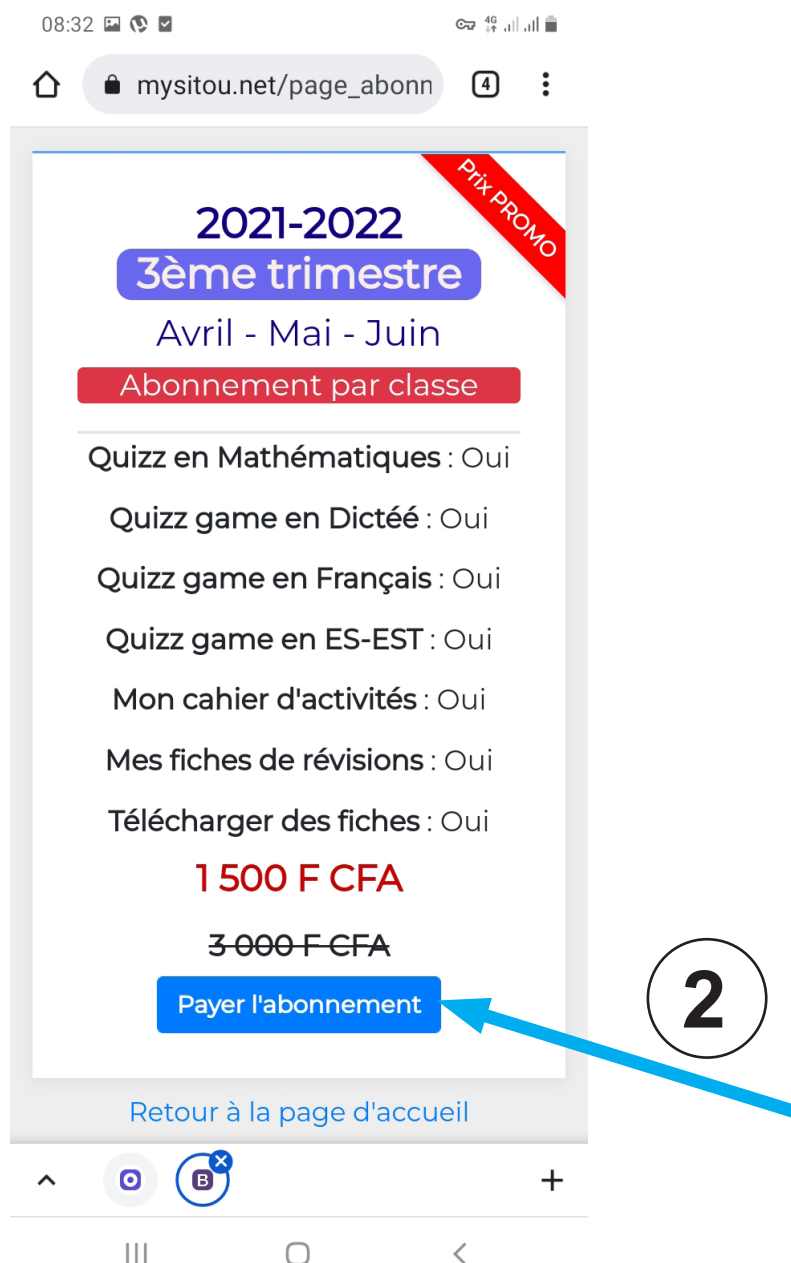 08:32
4G
mysitou.net/page_abonn
4
Prix PROMO
2021-2022
3ème trimestre
Avril - Mai - Juin
Abonnement par classe
Quizz en Mathématiques : Oui
Quizz game en Dictéé : Oui
Quizz game en Français : Oui
Quizz game en ES-EST : Oui
Mon cahier d'activités : Oui
Mes fiches de révisions : Oui
Télécharger des fiches : Oui
1 500 F CFA
3 000 F CFA
Payer l'abonnement
2
Retour à la page d'accueil
B